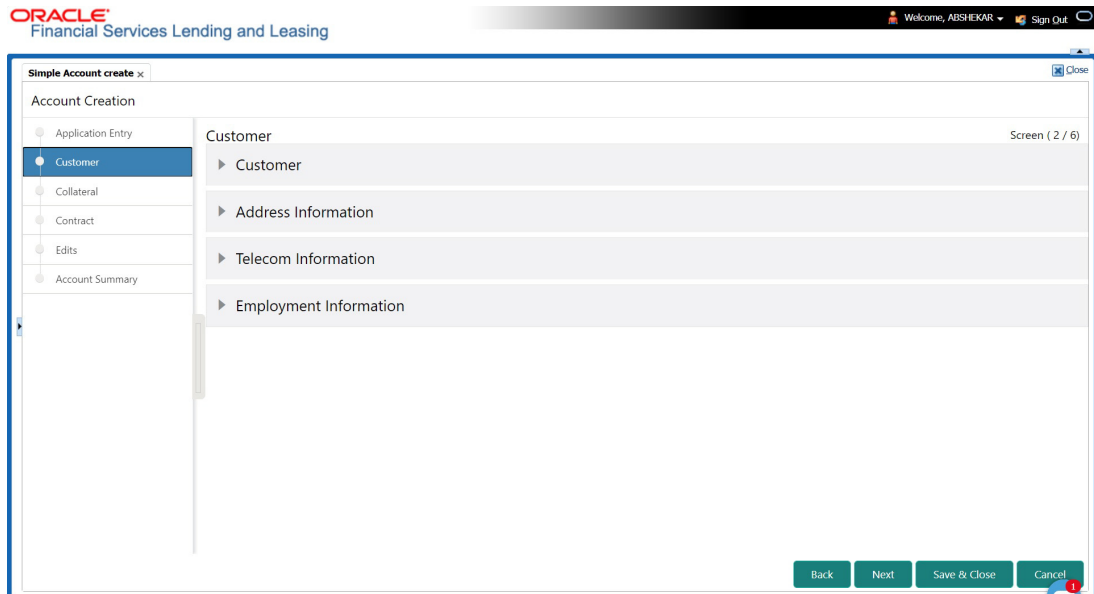 ORACLE®
Financial Services Lending and Leasing
Welcome, ABSHEKAR
Sign Out
Simple Account create x
Close
Account Creation
Application Entry
Customer
Collateral
Contract
Edits
Account Summary
Customer
Screen ( 2 / 6)
Customer
Address Information
Telecom Information
Employment Information
Back
Next
Save & Close
Cancel
1